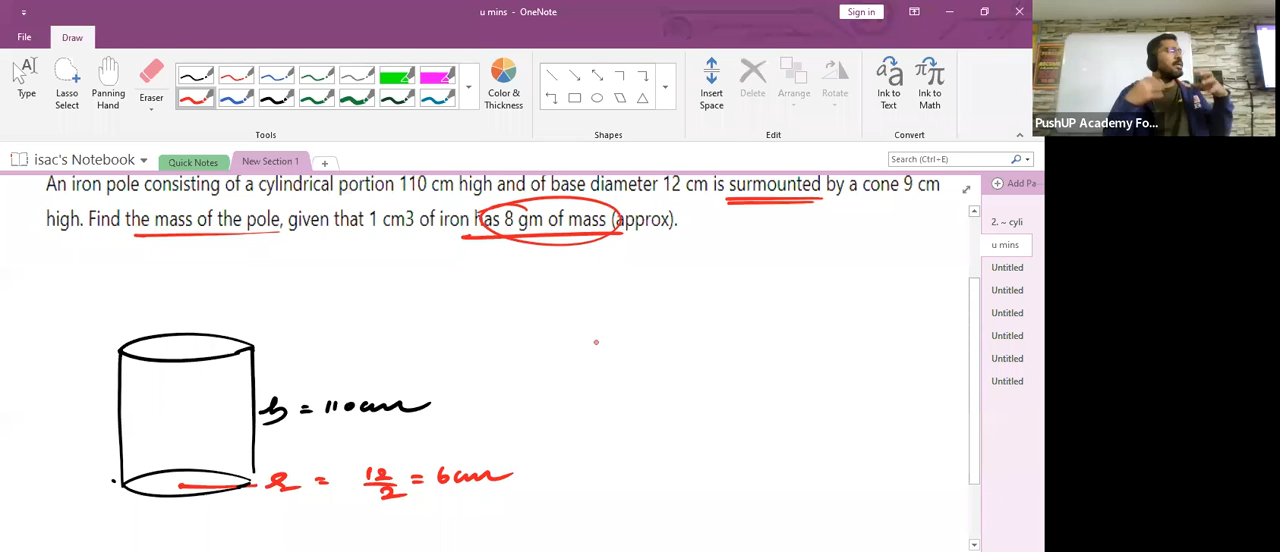 u mins - OneNote
Sign in
File
Draw
Type
Lasso Select
Panning Hand
Eraser
Color & Thickness
Insert Space
Delete
Arrange
Rotate
Ink to Text
Ink to Math
Tools
Shapes
Edit
Convert
PushUP Academy Fo...
isac's Notebook
Quick Notes
New Section 1
Search (Ctrl+E)
Add Pa
An iron pole consisting of a cylindrical portion 110 cm high and of base diameter 12 cm is surmounted by a cone 9 cm
high. Find the mass of the pole, given that 1 cm3 of iron has 8 gm of mass (approx).
2. ~ cyli
u mins
Untitled
Untitled
Untitled
Untitled
Untitled
Untitled
h = 110cm
r = 12/2 = 6cm